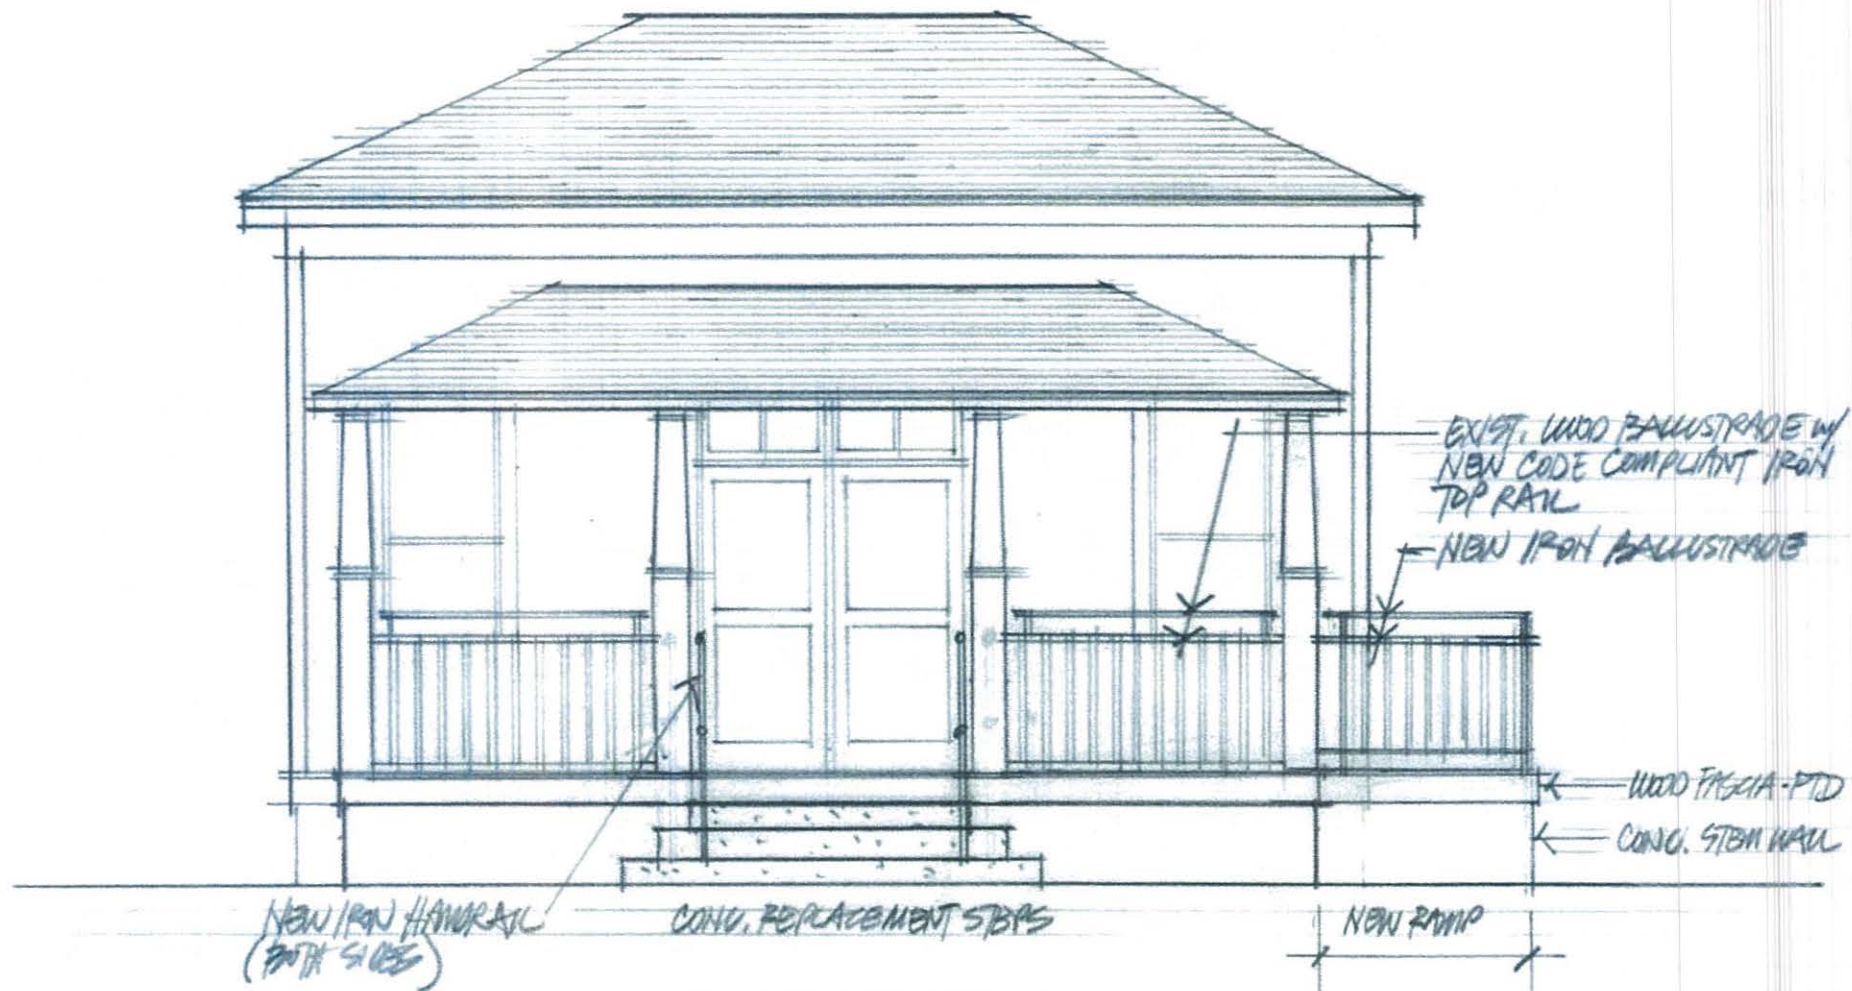 EXIST. WOOD BALLUSTRADE w/
NEW CODE COMPLIANT IRON
TOP RAIL
NEW IRON BALLUSTRADE
WOOD FASCIA - PTD
CONC. STEM WALL
NEW IRON HANDRAIL
(BOTH SIDES)
CONC. REPLACEMENT STEPS
NEW RAMP